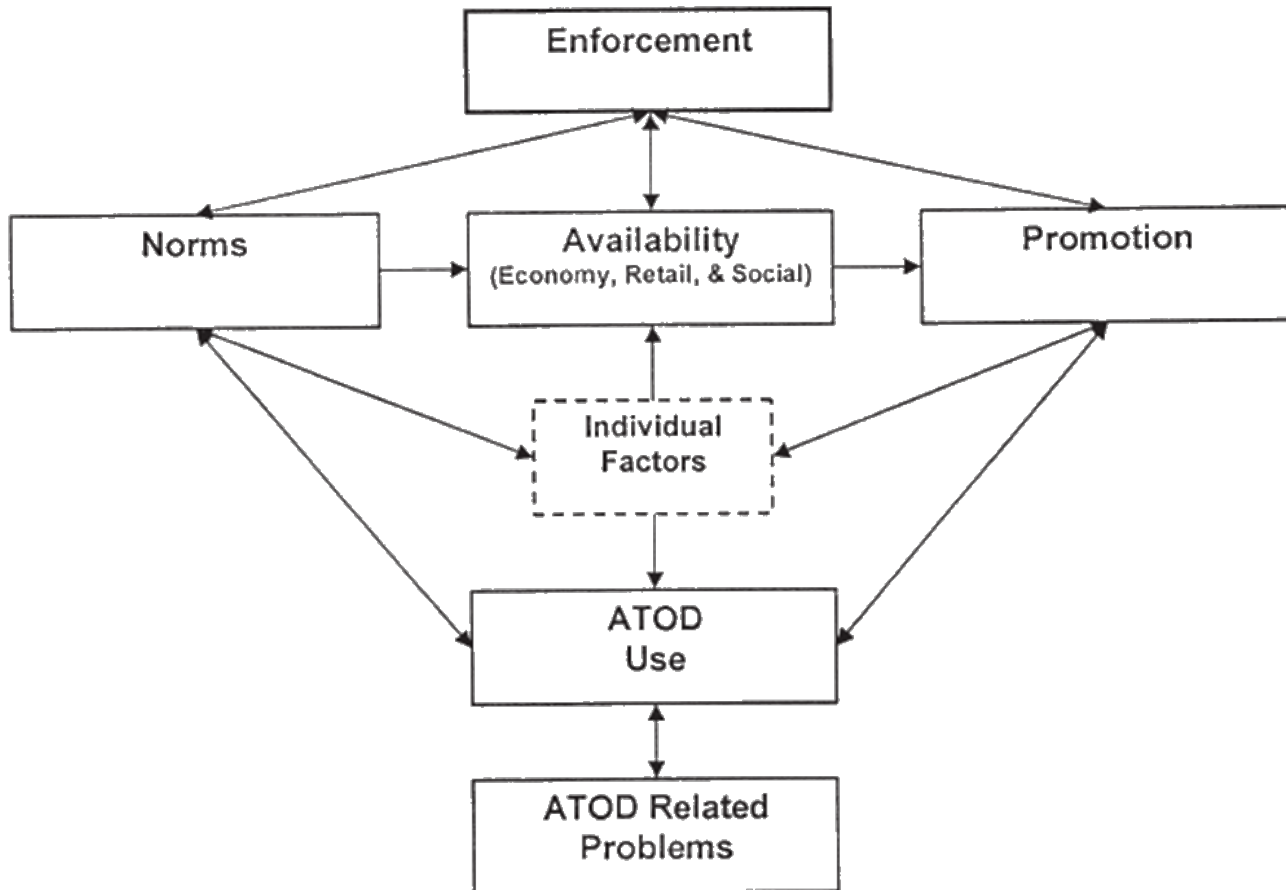 Enforcement
Norms
Availability
(Economy, Retail, & Social)
Promotion
Individual
Factors
ATOD
Use
ATOD Related
Problems